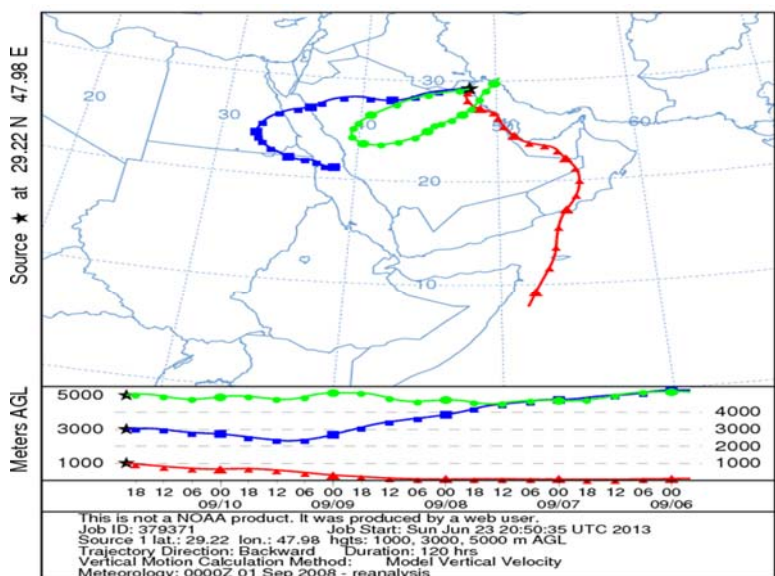 Source ★ at 29.22 N 47.98 E
20
30
30
40
50
60
20
10
Meters AGL
5000
3000
1000
4000
3000
2000
1000
18 12 06 00 18 12 06 00 18 12 06 00 18 12 06 00 18 12 06 00
09/10 09/09 09/08 09/07 09/06
This is not a NOAA product. It was produced by a web user.
Job ID: 379371 Job Start: Sun Jun 23 20:50:35 UTC 2013
Source 1 lat.: 29.22 lon.: 47.98 hgts: 1000, 3000, 5000 m AGL
Trajectory Direction: Backward Duration: 120 hrs
Vertical Motion Calculation Method: Model Vertical Velocity
Meteorology: 0000Z 01 Sep 2008 - reanalysis